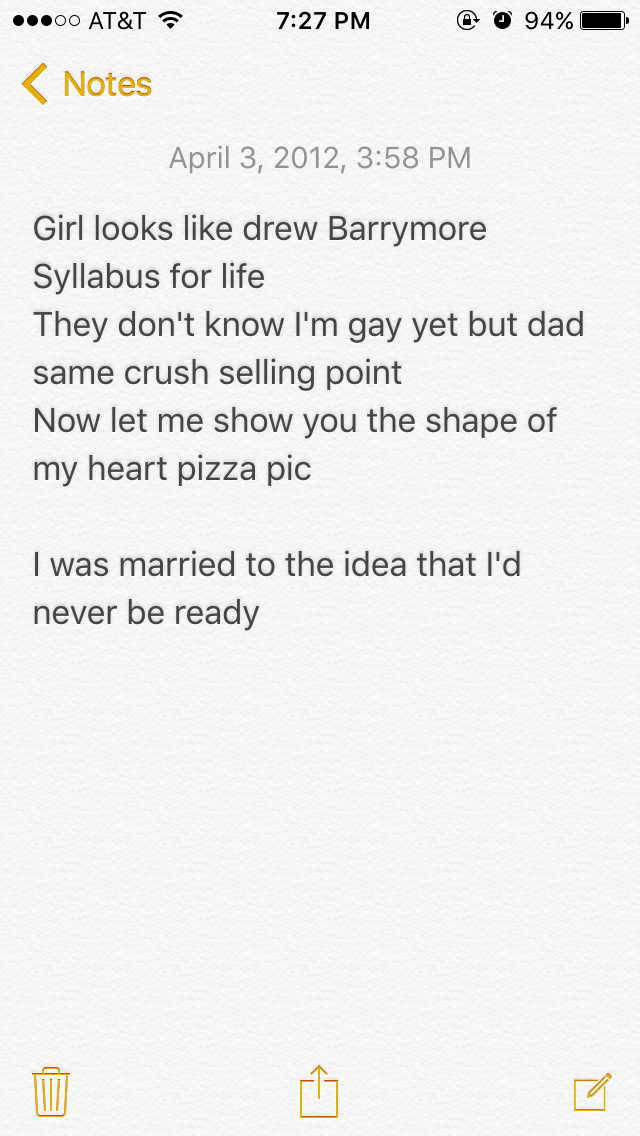 AT&T 7:27 PM 94%
Notes
April 3, 2012, 3:58 PM
Girl looks like drew Barrymore
Syllabus for life
They don't know I'm gay yet but dad
same crush selling point
Now let me show you the shape of
my heart pizza pic
I was married to the idea that I'd
never be ready